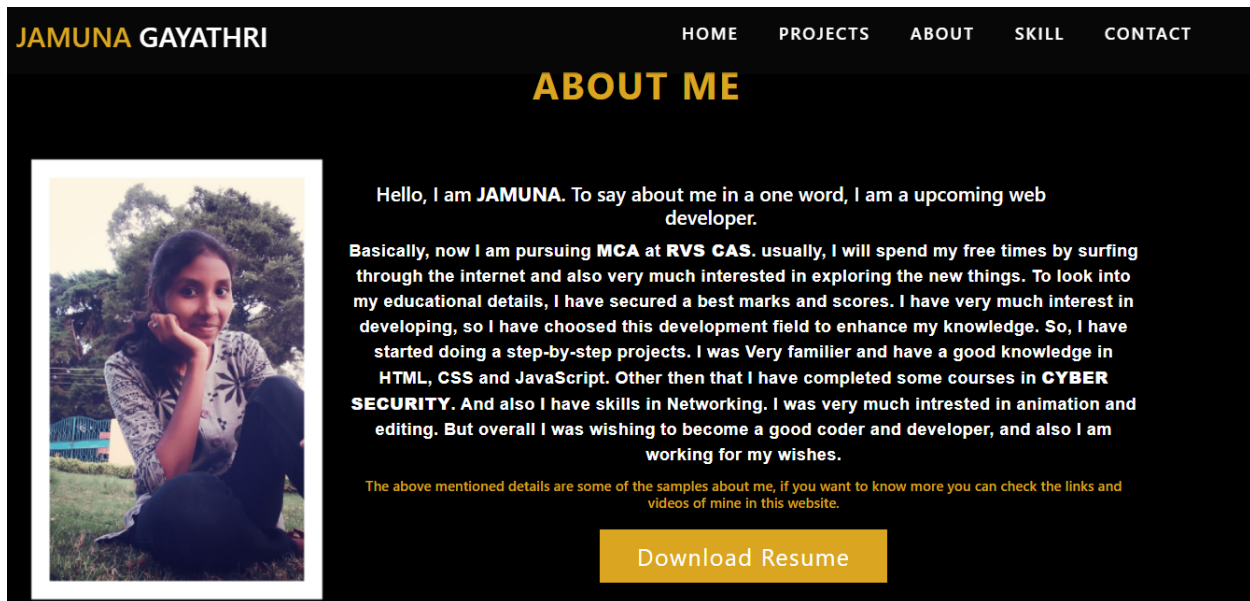 JAMUNA GAYATHRI
HOME PROJECTS ABOUT SKILL CONTACT
ABOUT ME
Hello, I am JAMUNA. To say about me in a one word, I am a upcoming web
developer.
Basically, now I am pursuing MCA at RVS CAS. usually, I will spend my free times by surfing
through the internet and also very much interested in exploring the new things. To look into
my educational details, I have secured a best marks and scores. I have very much interest in
developing, so I have choosed this development field to enhance my knowledge. So, I have
started doing a step-by-step projects. I was Very familier and have a good knowledge in
HTML, CSS and JavaScript. Other then that I have completed some courses in CYBER
SECURITY. And also I have skills in Networking. I was very much intrested in animation and
editing. But overall I was wishing to become a good coder and developer, and also I am
working for my wishes.
The above mentioned details are some of the samples about me, if you want to know more you can check the links and
videos of mine in this website.
Download Resume